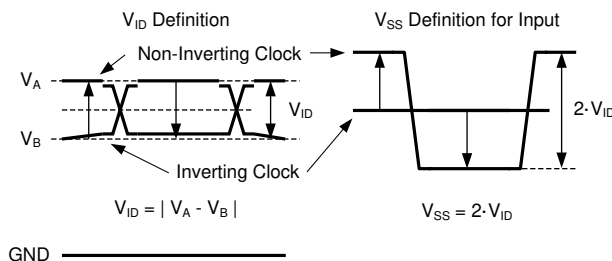 V_ID Definition
V_SS Definition for Input
Non-Inverting Clock
V_A
V_ID
2·V_ID
V_B
Inverting Clock
V_ID = | V_A - V_B |
V_SS = 2·V_ID
GND